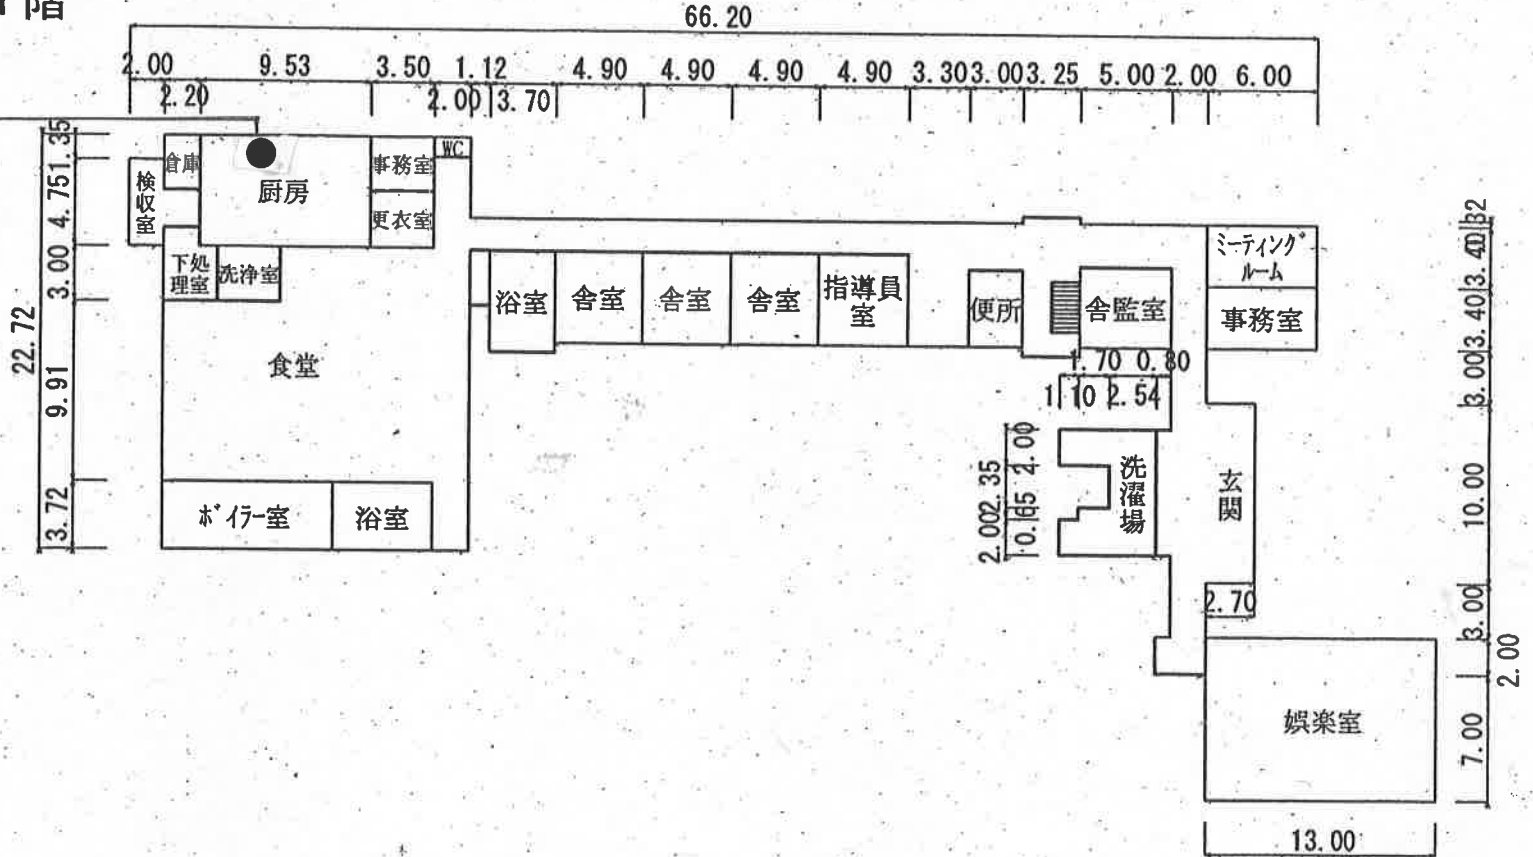 階
66.20
2.00 9.53 3.50 1.12 4.90 4.90 4.90 4.90 3.30 3.00 3.25 5.00 2.00 6.00
2.20 2.00 3.70
22.72
1.35
4.75
3.00
9.91
3.72
倉庫
検収室
厨房
事務室
WC
更衣室
下処
理室
洗浄室
食堂
ボイラー室
浴室
浴室
舎室
舎室
舎室
指導員
室
便所
舎監室
ミーティング
ルーム
事務室
1.70 0.80
1.10 2.54
2.00
2.35
0.65
2.00
洗濯場
玄関
2.70
娯楽室
13.00
3.40
3.40
3.00
10.00
3.00
2.00
7.00